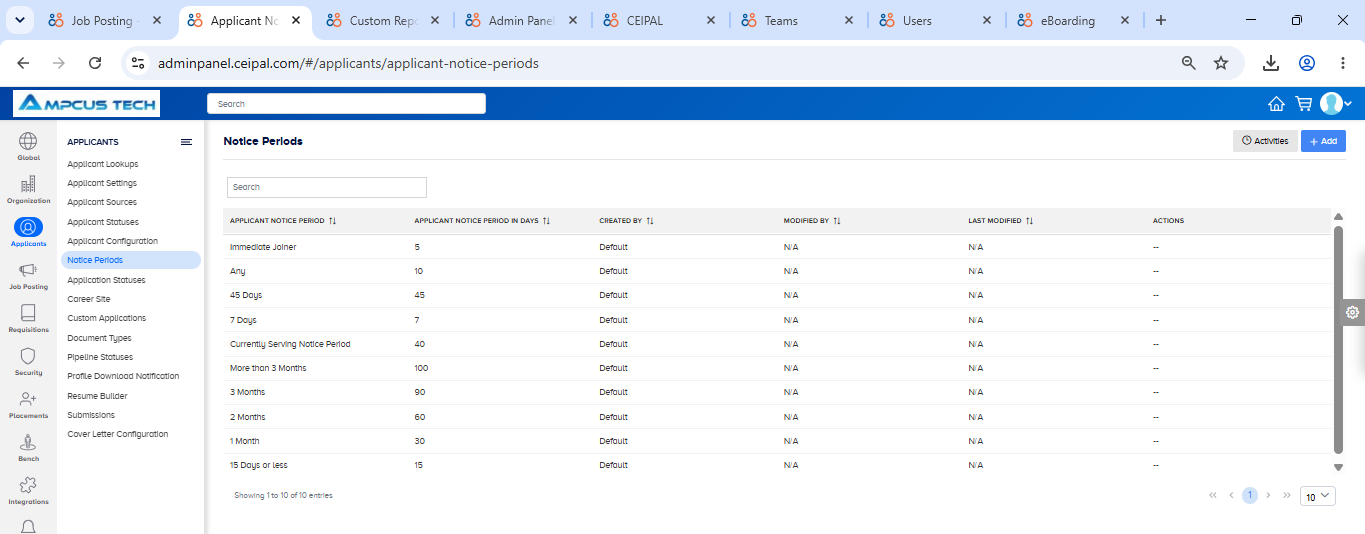 Job Posting -
Applicant No
Custom Repo
Admin Panel
CEIPAL
Teams
Users
eBoarding
adminpanel.ceipal.com/#/applicants/applicant-notice-periods
AMPCUS TECH
Search
Global
Organization
Applicants
Job Posting
Requisitions
Security
Placements
Bench
Integrations
APPLICANTS
Applicant Lookups
Applicant Settings
Applicant Sources
Applicant Statuses
Applicant Configuration
Notice Periods
Application Statuses
Career Site
Custom Applications
Document Types
Pipeline Statuses
Profile Download Notification
Resume Builder
Submissions
Cover Letter Configuration
Notice Periods
Activities
+ Add
Search
APPLICANT NOTICE PERIOD APPLICANT NOTICE PERIOD IN DAYS CREATED BY MODIFIED BY LAST MODIFIED ACTIONS
Immediate Joiner 5 Default N/A N/A --
Any 10 Default N/A N/A --
45 Days 45 Default N/A N/A --
7 Days 7 Default N/A N/A --
Currently Serving Notice Period 40 Default N/A N/A --
More than 3 Months 100 Default N/A N/A --
3 Months 90 Default N/A N/A --
2 Months 60 Default N/A N/A --
1 Month 30 Default N/A N/A --
15 Days or less 15 Default N/A N/A --
Showing 1 to 10 of 10 entries
« ‹ 1 › » 10